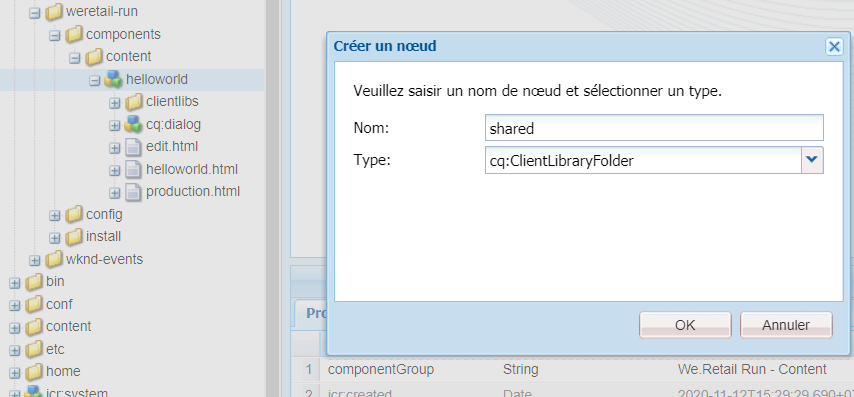 weretail-run
components
content
helloworld
clientlibs
cq:dialog
edit.html
helloworld.html
production.html
config
install
wknd-events
bin
conf
content
etc
home
jcr:system
Créer un nœud
Veuillez saisir un nom de nœud et sélectionner un type.
Nom: shared
Type: cq:ClientLibraryFolder
OK Annuler
Pro
1 componentGroup String We.Retail Run - Content
2 jcr:created Date 2020-11-12T15:29:29.690+07